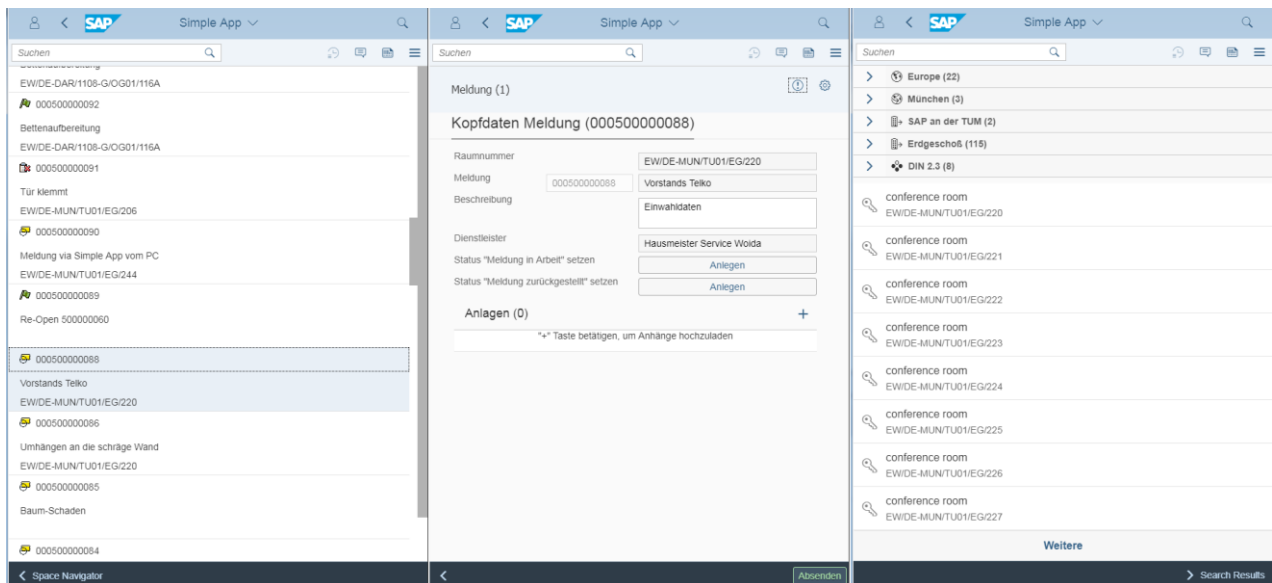 SAP
Simple App
Suchen
EW/DE-DAR/1108-G/OG01/116A
000500000092
Bettenaufbereitung
EW/DE-DAR/1108-G/OG01/116A
000500000091
Tür klemmt
EW/DE-MUN/TU01/EG/206
000500000090
Meldung via Simple App vom PC
EW/DE-MUN/TU01/EG/244
000500000089
Re-Open 500000060
000500000088
Vorstands Telko
EW/DE-MUN/TU01/EG/220
000500000086
Umhängen an die schräge Wand
EW/DE-MUN/TU01/EG/220
000500000085
Baum-Schaden
000500000084
Space Navigator
SAP
Simple App
Suchen
Meldung (1)
Kopfdaten Meldung (000500000088)
Raumnummer
EW/DE-MUN/TU01/EG/220
Meldung
000500000088
Vorstands Telko
Beschreibung
Einwahldaten
Dienstleister
Hausmeister Service Woida
Status "Meldung in Arbeit" setzen
Anlegen
Status "Meldung zurückgestellt" setzen
Anlegen
Anlagen (0)
"+" Taste betätigen, um Anhänge hochzuladen
Absenden
SAP
Simple App
Suchen
Europe (22)
München (3)
SAP an der TUM (2)
Erdgeschoß (115)
DIN 2.3 (8)
conference room
EW/DE-MUN/TU01/EG/220
conference room
EW/DE-MUN/TU01/EG/221
conference room
EW/DE-MUN/TU01/EG/222
conference room
EW/DE-MUN/TU01/EG/223
conference room
EW/DE-MUN/TU01/EG/224
conference room
EW/DE-MUN/TU01/EG/225
conference room
EW/DE-MUN/TU01/EG/226
conference room
EW/DE-MUN/TU01/EG/227
Weitere
Search Results